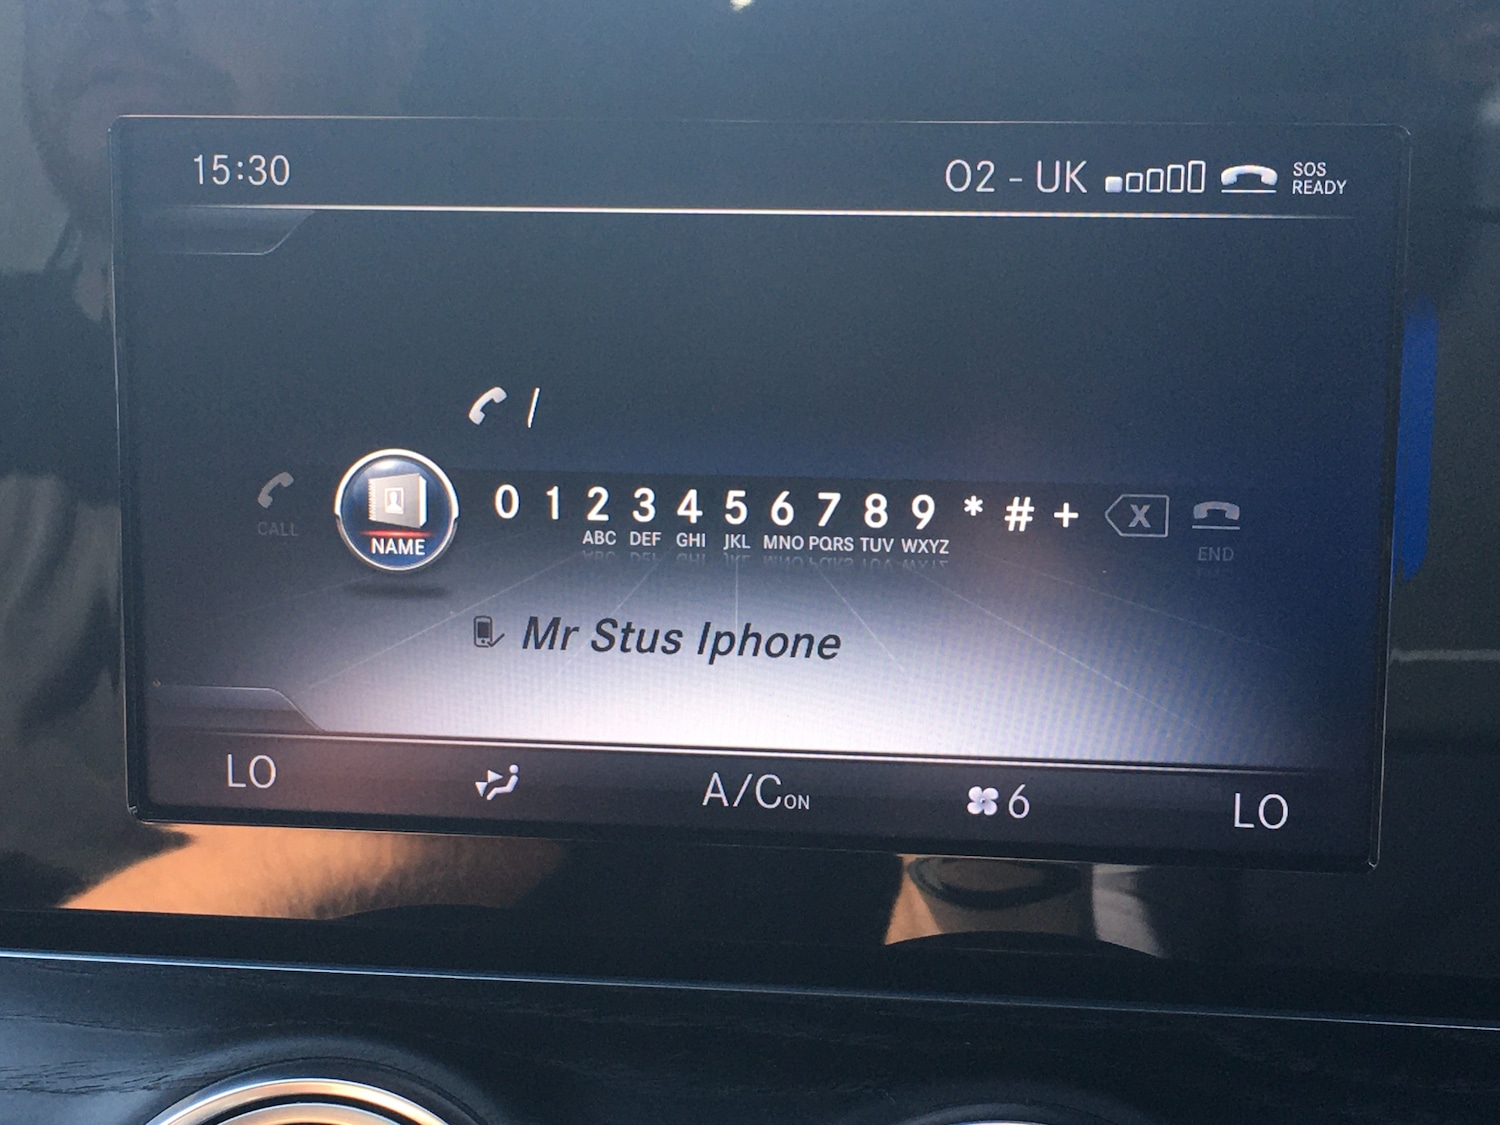 15:30 O2 - UK SOS READY
/
CALL NAME 0 1 2 3 4 5 6 7 8 9 * # + X END
ABC DEF GHI JKL MNO PQRS TUV WXYZ
Mr Stus Iphone
LO A/C ON 6 LO